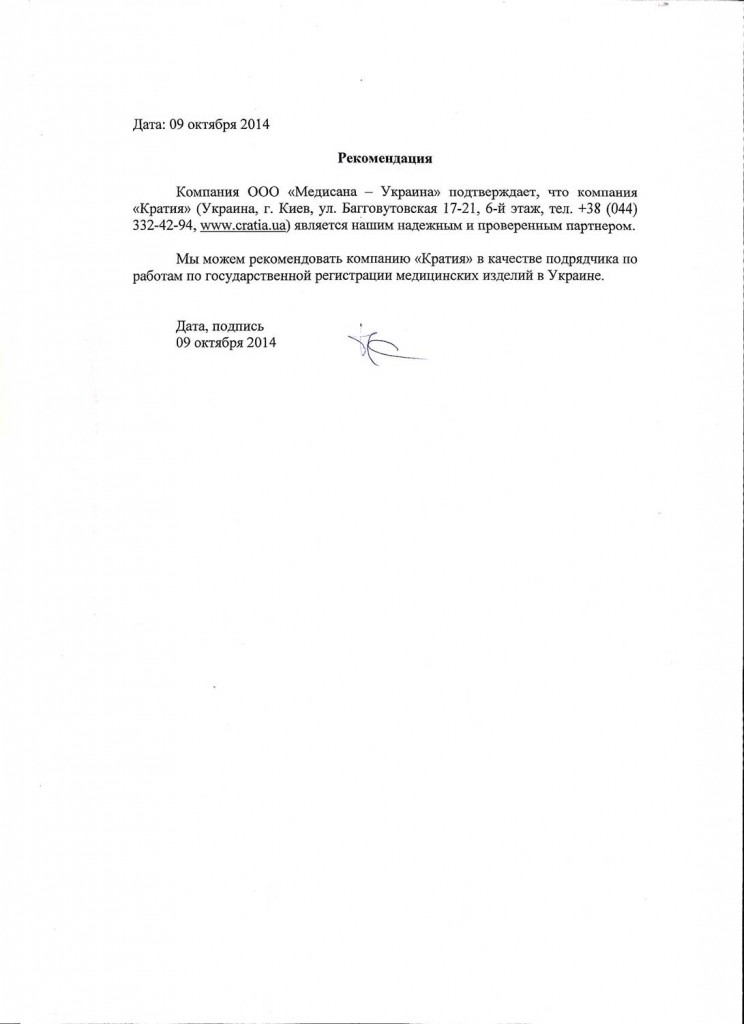 Дата: 09 октября 2014
Рекомендация
Компания ООО «Медисана – Украина» подтверждает, что компания
«Кратия» (Украина, г. Киев, ул. Багговутовская 17-21, 6-й этаж, тел. +38 (044)
332-42-94, www.cratia.ua) является нашим надежным и проверенным партнером.
Мы можем рекомендовать компанию «Кратия» в качестве подрядчика по
работам по государственной регистрации медицинских изделий в Украине.
Дата, подпись
09 октября 2014